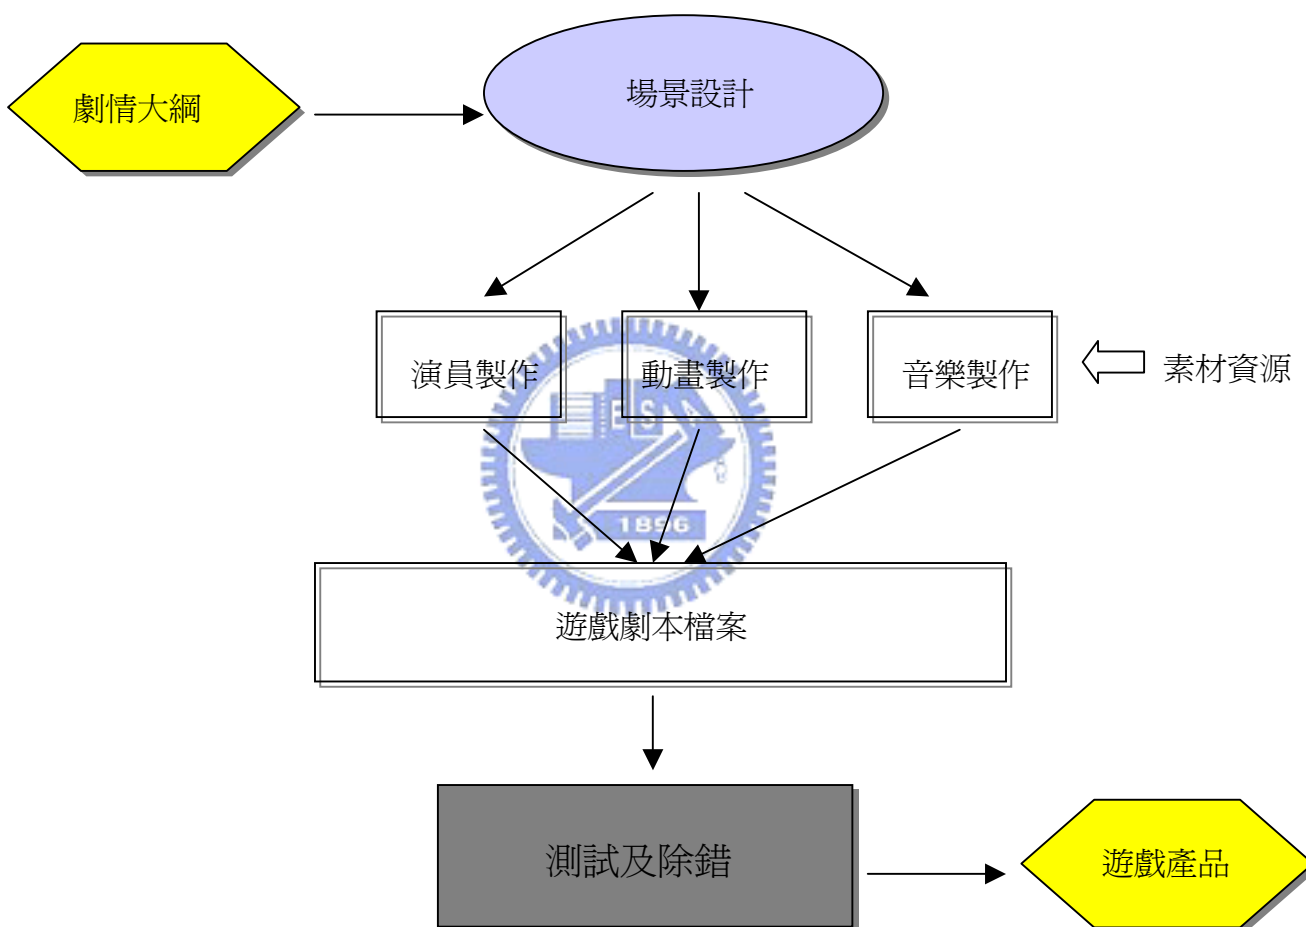 劇情大綱
場景設計
演員製作
動畫製作
音樂製作
素材資源
E S
1896
遊戲劇本檔案
測試及除錯
遊戲產品